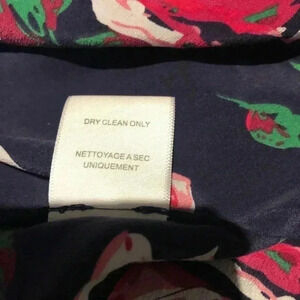 DRY CLEAN ONLY
NETTOYAGE A SEC
UNIQUEMENT